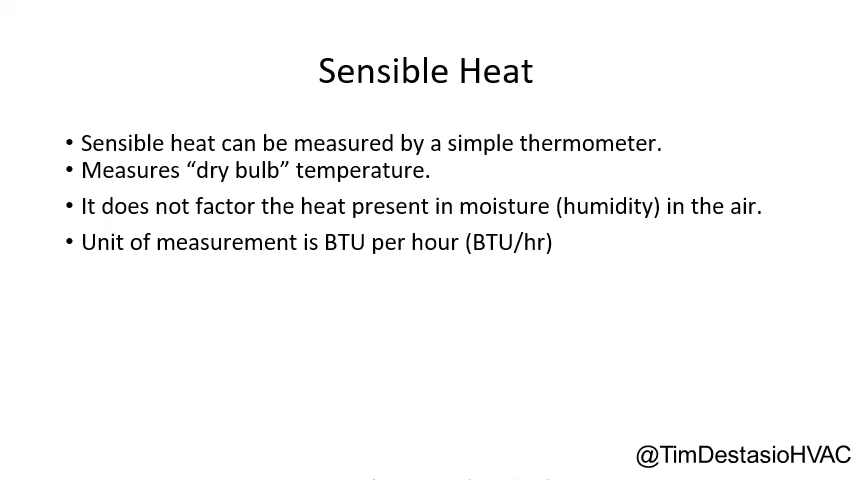 Sensible Heat
• Sensible heat can be measured by a simple thermometer.
• Measures “dry bulb” temperature.
• It does not factor the heat present in moisture (humidity) in the air.
• Unit of measurement is BTU per hour (BTU/hr)
@TimDestasioHVAC